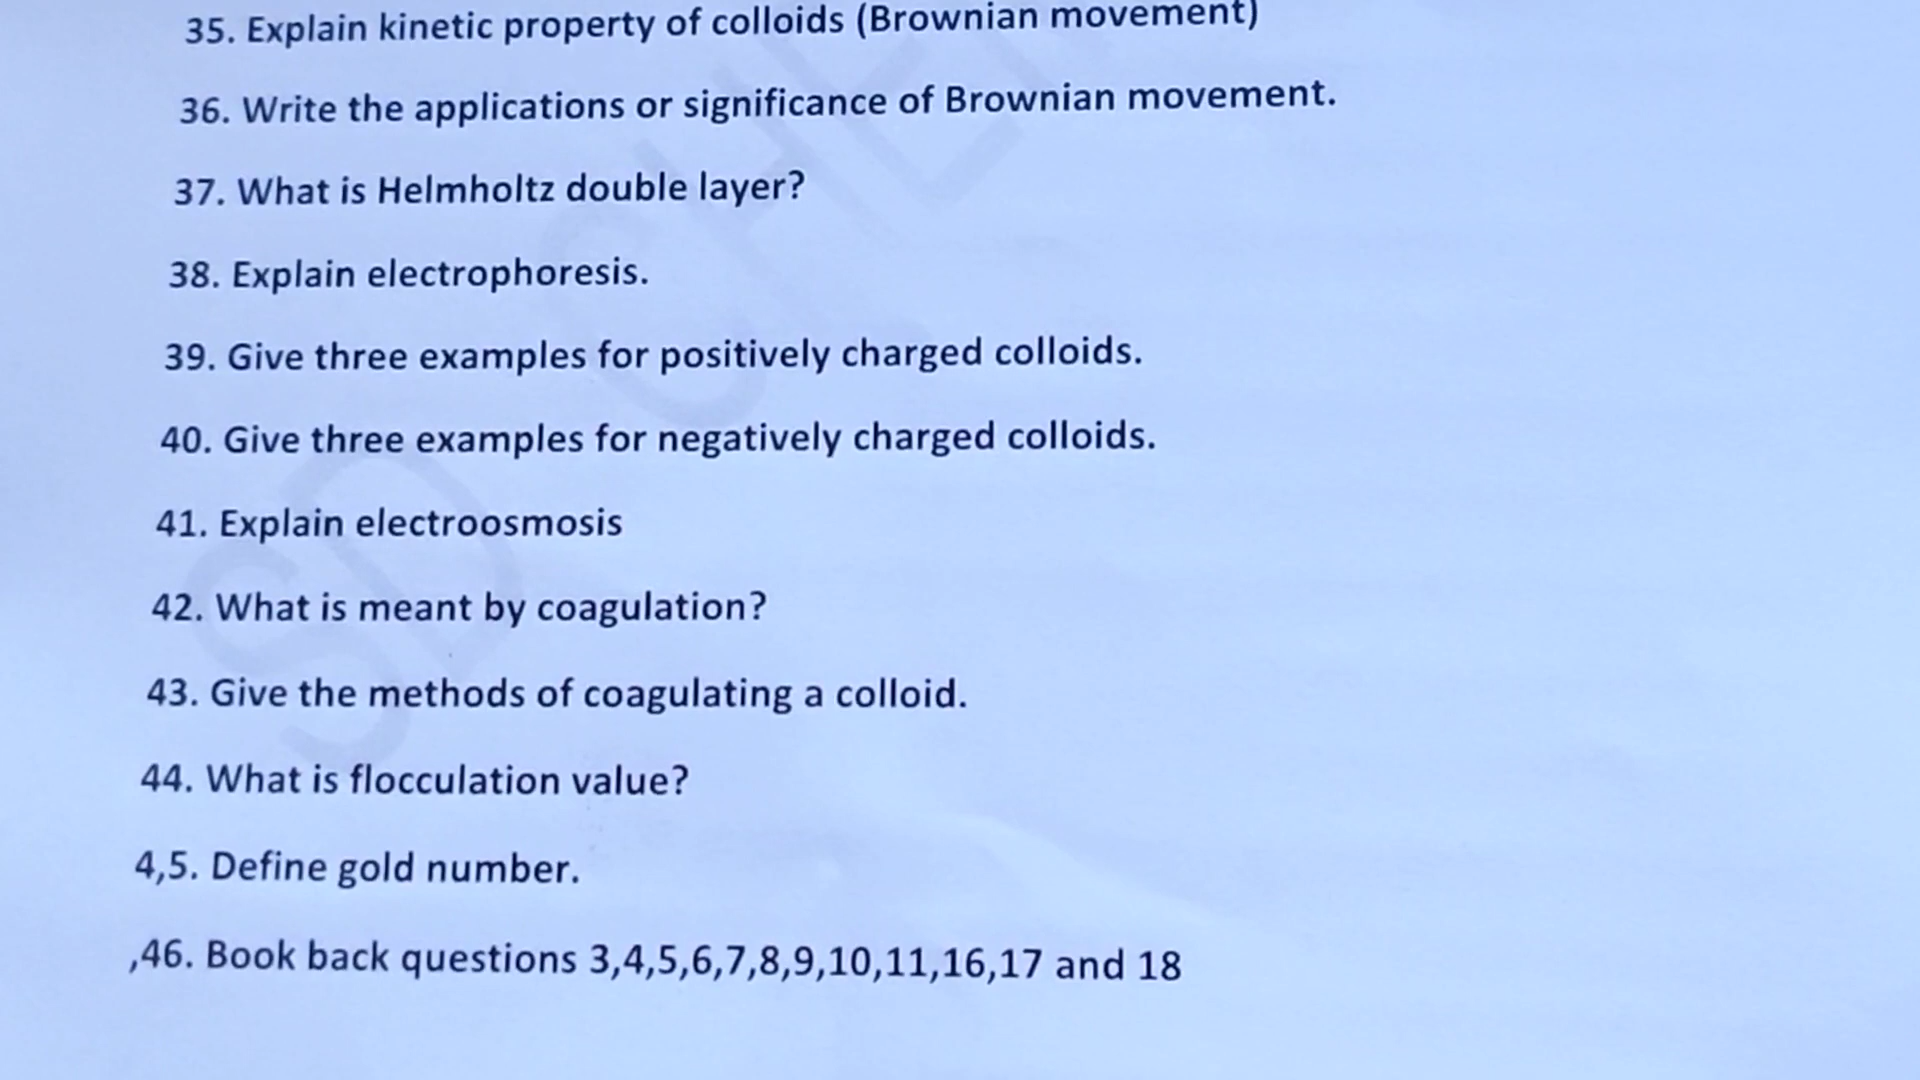 35. Explain kinetic property of colloids (Brownian movement)
36. Write the applications or significance of Brownian movement.
37. What is Helmholtz double layer?
38. Explain electrophoresis.
39. Give three examples for positively charged colloids.
40. Give three examples for negatively charged colloids.
41. Explain electroosmosis
42. What is meant by coagulation?
43. Give the methods of coagulating a colloid.
44. What is flocculation value?
4,5. Define gold number.
,46. Book back questions 3,4,5,6,7,8,9,10,11,16,17 and 18
SD CHE